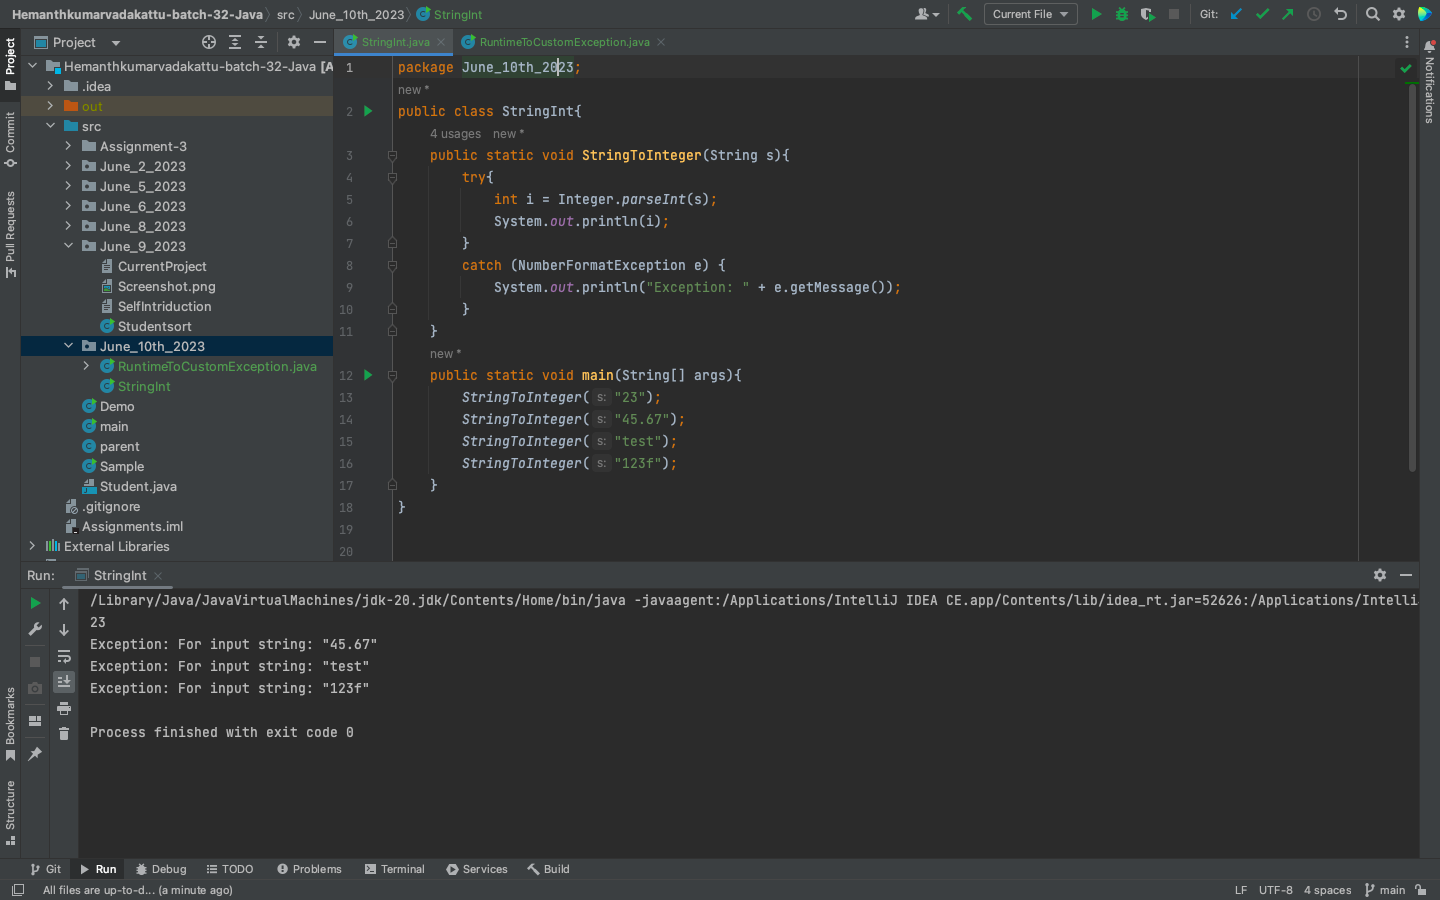 Hemanthkumarvadakattu-batch-32-Java
src
June_10th_2023
StringInt
Current File
Git:
Project
Project
Commit
Pull Requests
Bookmarks
Structure
Notifications
Hemanthkumarvadakattu-batch-32-Java [A
.idea
out
src
Assignment-3
June_2_2023
June_5_2023
June_6_2023
June_8_2023
June_9_2023
CurrentProject
Screenshot.png
SelfIntriduction
Studentsort
June_10th_2023
RuntimeToCustomException.java
StringInt
Demo
main
parent
Sample
Student.java
.gitignore
Assignments.iml
External Libraries
StringInt.java
RuntimeToCustomException.java
1 package June_10th_2023;
new *
2 public class StringInt{
4 usages new *
3 public static void StringToInteger(String s){
4 try{
5 int i = Integer.parseInt(s);
6 System.out.println(i);
7 }
8 catch (NumberFormatException e) {
9 System.out.println("Exception: " + e.getMessage());
10 }
11 }
new *
12 public static void main(String[] args){
13 StringToInteger( s: "23");
14 StringToInteger( s: "45.67");
15 StringToInteger( s: "test");
16 StringToInteger( s: "123f");
17 }
18 }
19
20
Run: StringInt
/Library/Java/JavaVirtualMachines/jdk-20.jdk/Contents/Home/bin/java -javaagent:/Applications/IntelliJ IDEA CE.app/Contents/lib/idea_rt.jar=52626:/Applications/Intelli
23
Exception: For input string: "45.67"
Exception: For input string: "test"
Exception: For input string: "123f"
Process finished with exit code 0
Git Run Debug TODO Problems Terminal Services Build
All files are up-to-d... (a minute ago)
LF UTF-8 4 spaces main